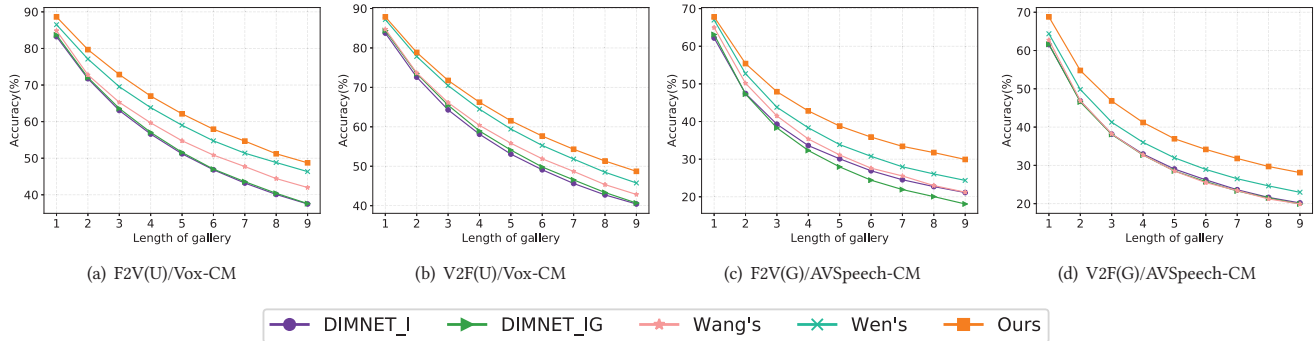 Accuracy(%)
90
80
70
60
50
40
1 2 3 4 5 6 7 8 9
Length of gallery
(a) F2V(U)/Vox-CM
Accuracy(%)
90
80
70
60
50
40
1 2 3 4 5 6 7 8 9
Length of gallery
(b) V2F(U)/Vox-CM
Accuracy(%)
70
60
50
40
30
20
1 2 3 4 5 6 7 8 9
Length of gallery
(c) F2V(G)/AVSpeech-CM
Accuracy(%)
70
60
50
40
30
20
1 2 3 4 5 6 7 8 9
Length of gallery
(d) V2F(G)/AVSpeech-CM
DIMNET_I DIMNET_IG Wang's Wen's Ours